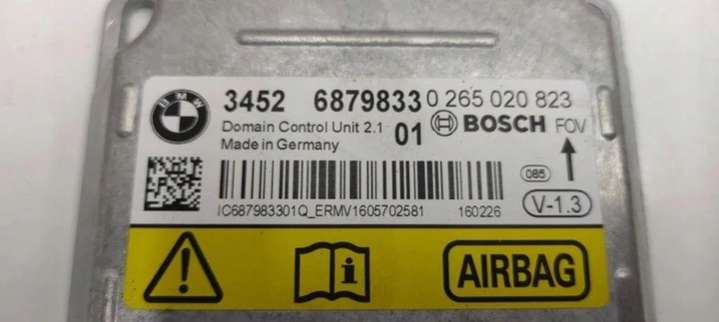 BMW
3452 6879833 0 265 020 823
Domain Control Unit 2.1 01 BOSCH FOV
Made in Germany
085
IC687983301Q_ERMV1605702581 160226 V-1.3
i AIRBAG